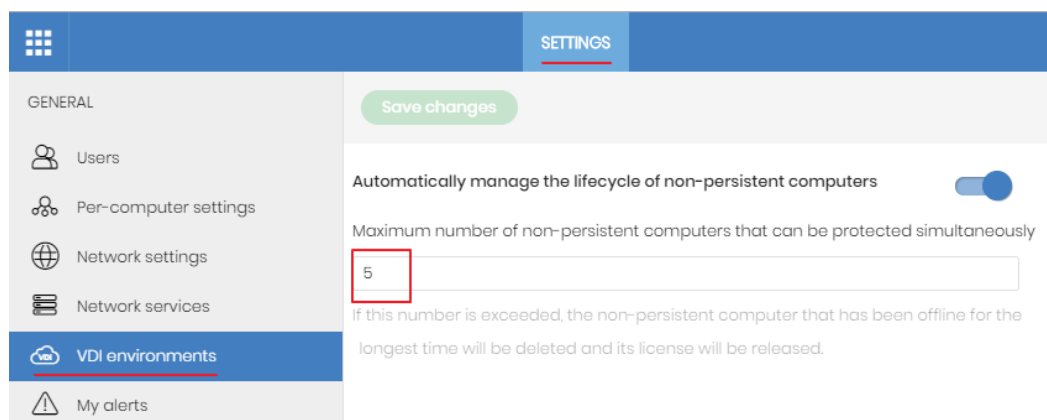 SETTINGS
GENERAL
Users
Per-computer settings
Network settings
Network services
VDI environments
My alerts
Save changes
Automatically manage the lifecycle of non-persistent computers
Maximum number of non-persistent computers that can be protected simultaneously
5
If this number is exceeded, the non-persistent computer that has been offline for the
longest time will be deleted and its license will be released.